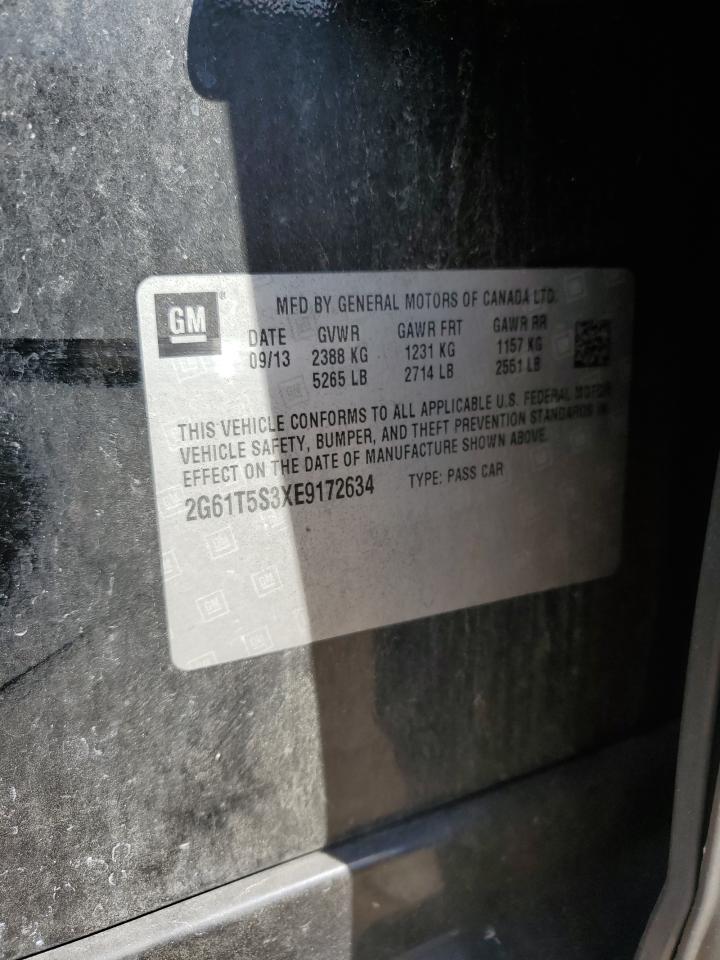 GM ®
MFD BY GENERAL MOTORS OF CANADA LTD.
DATE GVWR GAWR FRT GAWR RR
09/13 2388 KG 1231 KG 1157 KG
5265 LB 2714 LB 2551 LB
THIS VEHICLE CONFORMS TO ALL APPLICABLE U.S. FEDERAL MOTOR
VEHICLE SAFETY, BUMPER, AND THEFT PREVENTION STANDARDS IN
EFFECT ON THE DATE OF MANUFACTURE SHOWN ABOVE.
2G61T5S3XE9172634 TYPE: PASS CAR